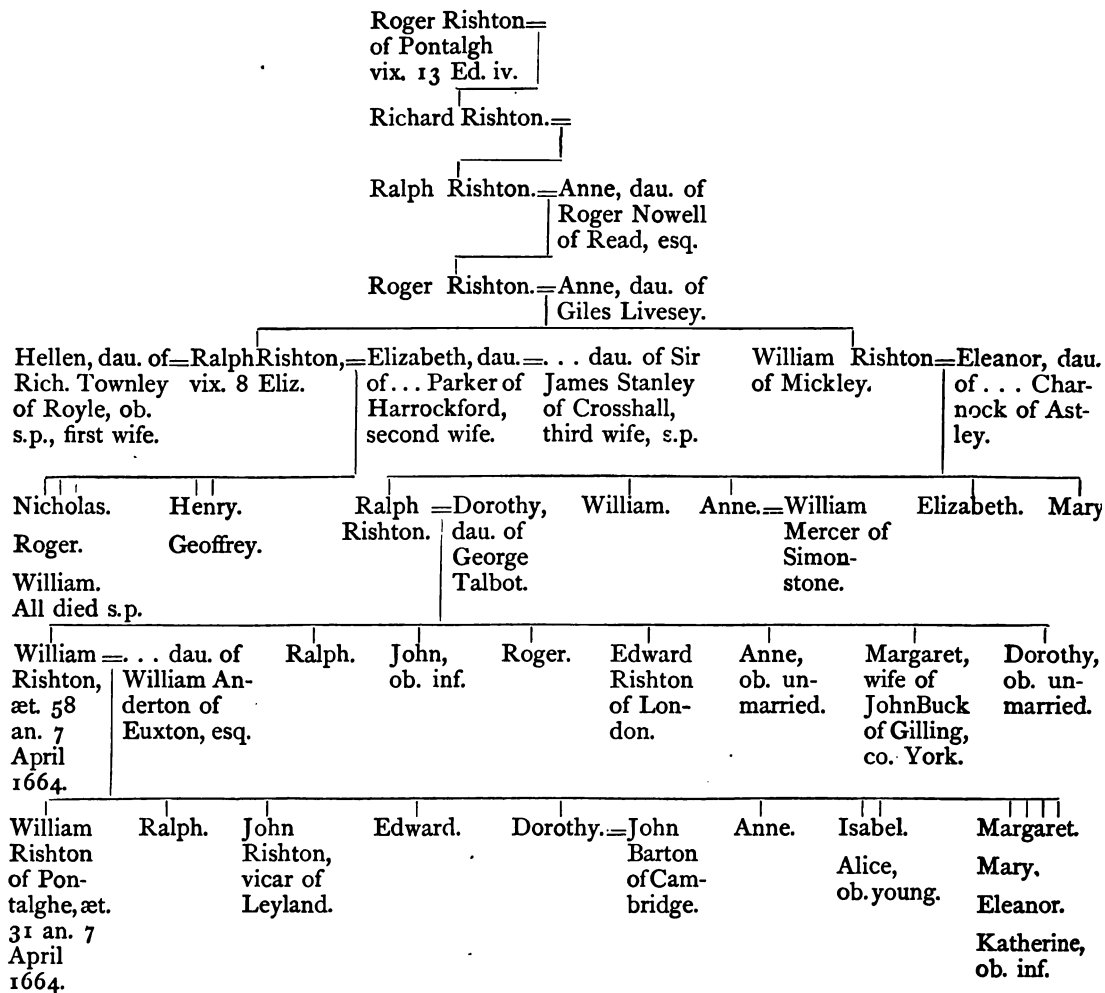 Roger Rishton=
of Pontalgh
vix. 13 Ed. iv.
Richard Rishton.=
Ralph Rishton.=Anne, dau. of
Roger Nowell
of Read, esq.
Roger Rishton.=Anne, dau. of
Giles Livesey.
Hellen, dau. of=RalphRishton,=Elizabeth, dau.=. . . dau. of Sir
Rich. Townley
of Royle, ob.
s.p., first wife.
vix. 8 Eliz.
of . . . Parker of
Harrockford,
second wife.
James Stanley
of Crosshall,
third wife, s.p.
William Rishton=Eleanor, dau.
of Mickley.
of . . . Char-
nock of Ast-
ley.
Nicholas.
Roger.
William.
All died s.p.
Henry.
Geoffrey.
Ralph =Dorothy,
Rishton.
dau. of
George
Talbot.
William.
Anne.=William
Mercer of
Simon-
stone.
Elizabeth.
Mary
William =. . . dau. of
Rishton,
æt. 58
an. 7
April
1664.
William An-
derton of
Euxton, esq.
Ralph.
John,
ob. inf.
Roger.
Edward
Rishton
of Lon-
don.
Anne,
ob. un-
married.
Margaret,
wife of
JohnBuck
of Gilling,
co. York.
Dorothy,
ob. un-
married.
William
Rishton
of Pon-
talghe, æt.
31 an. 7
April
1664.
Ralph.
John
Rishton,
vicar of
Leyland.
Edward.
Dorothy.=John
Barton
of Cam-
bridge.
Anne.
Isabel.
Alice,
ob. young.
Margaret.
Mary.
Eleanor.
Katherine,
ob. inf.